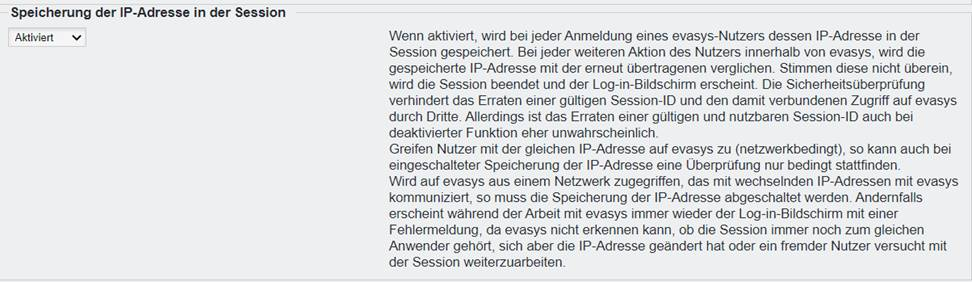 Speicherung der IP-Adresse in der Session
Aktiviert
Wenn aktiviert, wird bei jeder Anmeldung eines evasys-Nutzers dessen IP-Adresse in der
Session gespeichert. Bei jeder weiteren Aktion des Nutzers innerhalb von evasys, wird die
gespeicherte IP-Adresse mit der erneut übertragenen verglichen. Stimmen diese nicht überein,
wird die Session beendet und der Log-in-Bildschirm erscheint. Die Sicherheitsüberprüfung
verhindert das Erraten einer gültigen Session-ID und den damit verbundenen Zugriff auf evasys
durch Dritte. Allerdings ist das Erraten einer gültigen und nutzbaren Session-ID auch bei
deaktivierter Funktion eher unwahrscheinlich.
Greifen Nutzer mit der gleichen IP-Adresse auf evasys zu (netzwerkbedingt), so kann auch bei
eingeschalteter Speicherung der IP-Adresse eine Überprüfung nur bedingt stattfinden.
Wird auf evasys aus einem Netzwerk zugegriffen, das mit wechselnden IP-Adressen mit evasys
kommuniziert, so muss die Speicherung der IP-Adresse abgeschaltet werden. Andernfalls
erscheint während der Arbeit mit evasys immer wieder der Log-in-Bildschirm mit einer
Fehlermeldung, da evasys nicht erkennen kann, ob die Session immer noch zum gleichen
Anwender gehört, sich aber die IP-Adresse geändert hat oder ein fremder Nutzer versucht mit
der Session weiterzuarbeiten.